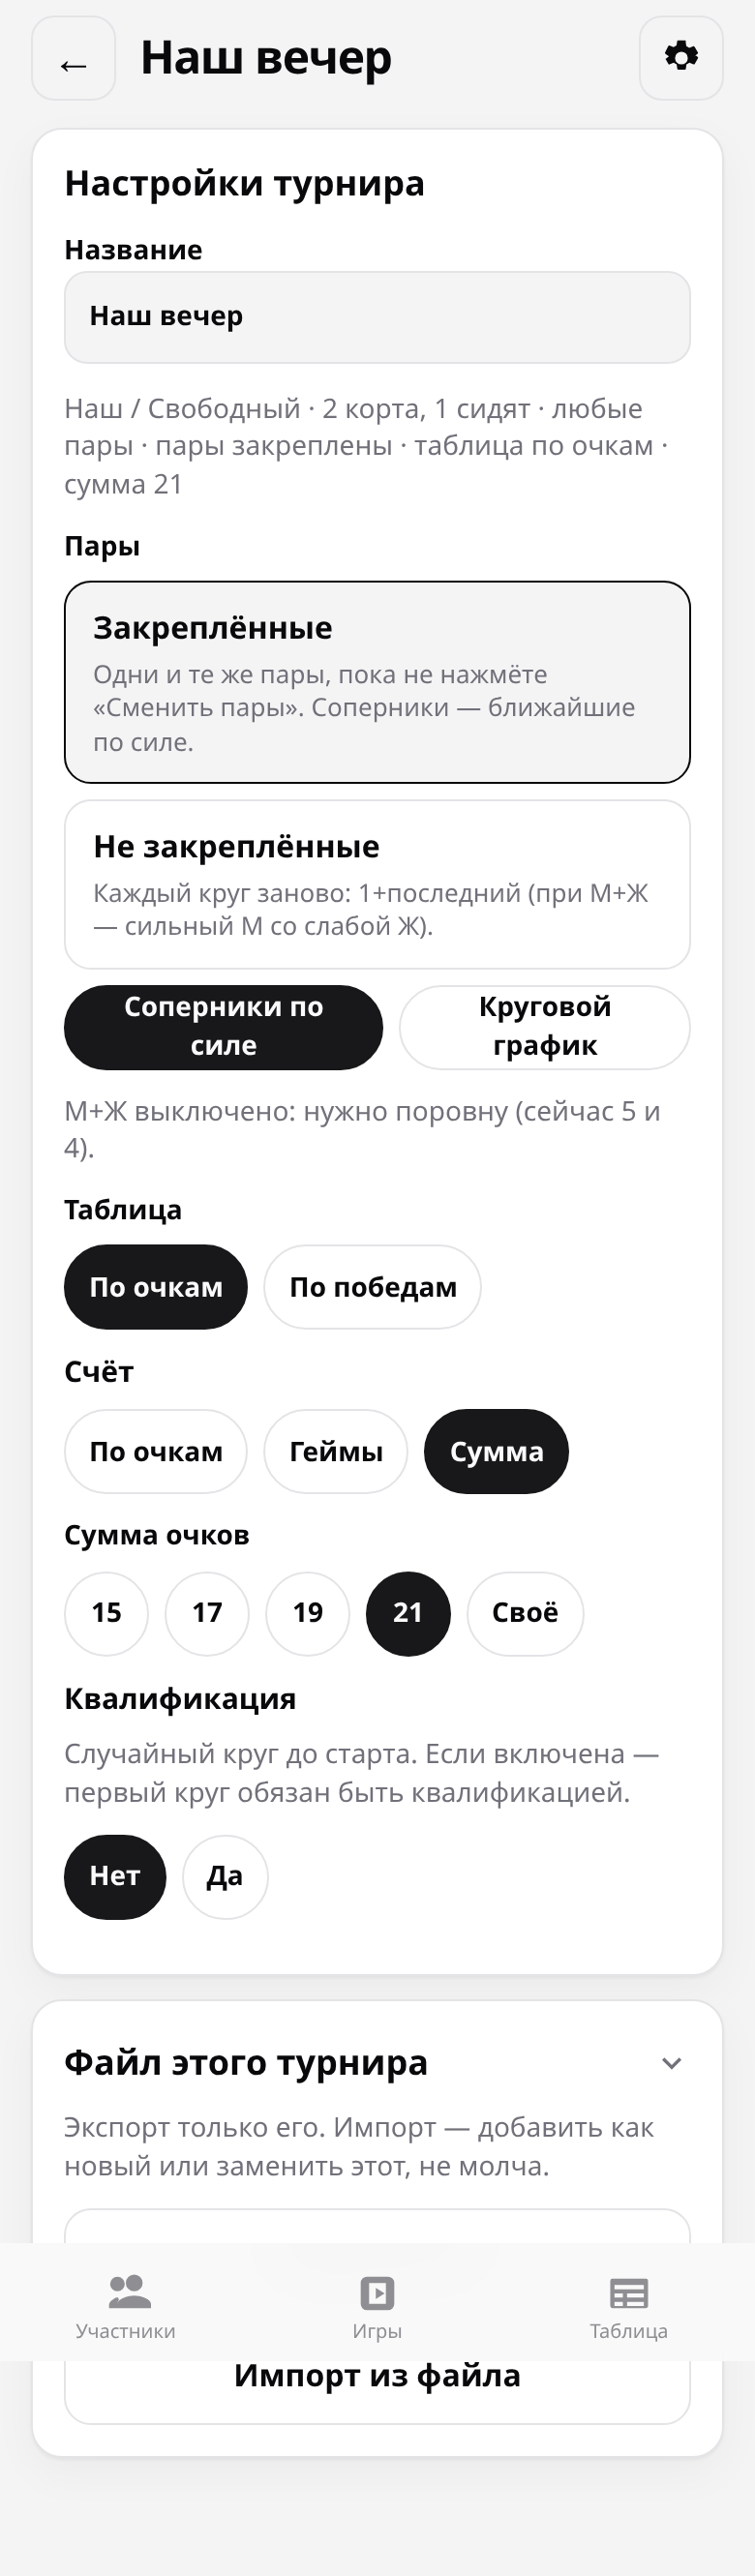 ← Наш вечер
Настройки турнира
Название
Наш вечер
Наш / Свободный · 2 корта, 1 сидят · любые
пары · пары закреплены · таблица по очкам ·
сумма 21
Пары
Закреплённые
Одни и те же пары, пока не нажмёте
«Сменить пары». Соперники — ближайшие
по силе.
Не закреплённые
Каждый круг заново: 1+последний (при М+Ж
— сильный М со слабой Ж).
Соперники по
силе
Круговой
график
М+Ж выключено: нужно поровну (сейчас 5 и
4).
Таблица
По очкам
По победам
Счёт
По очкам
Геймы
Сумма
Сумма очков
15
17
19
21
Своё
Квалификация
Случайный круг до старта. Если включена —
первый круг обязан быть квалификацией.
Нет
Да
Файл этого турнира
Экспорт только его. Импорт — добавить как
новый или заменить этот, не молча.
Участники
Игры
Таблица
Импорт из файла